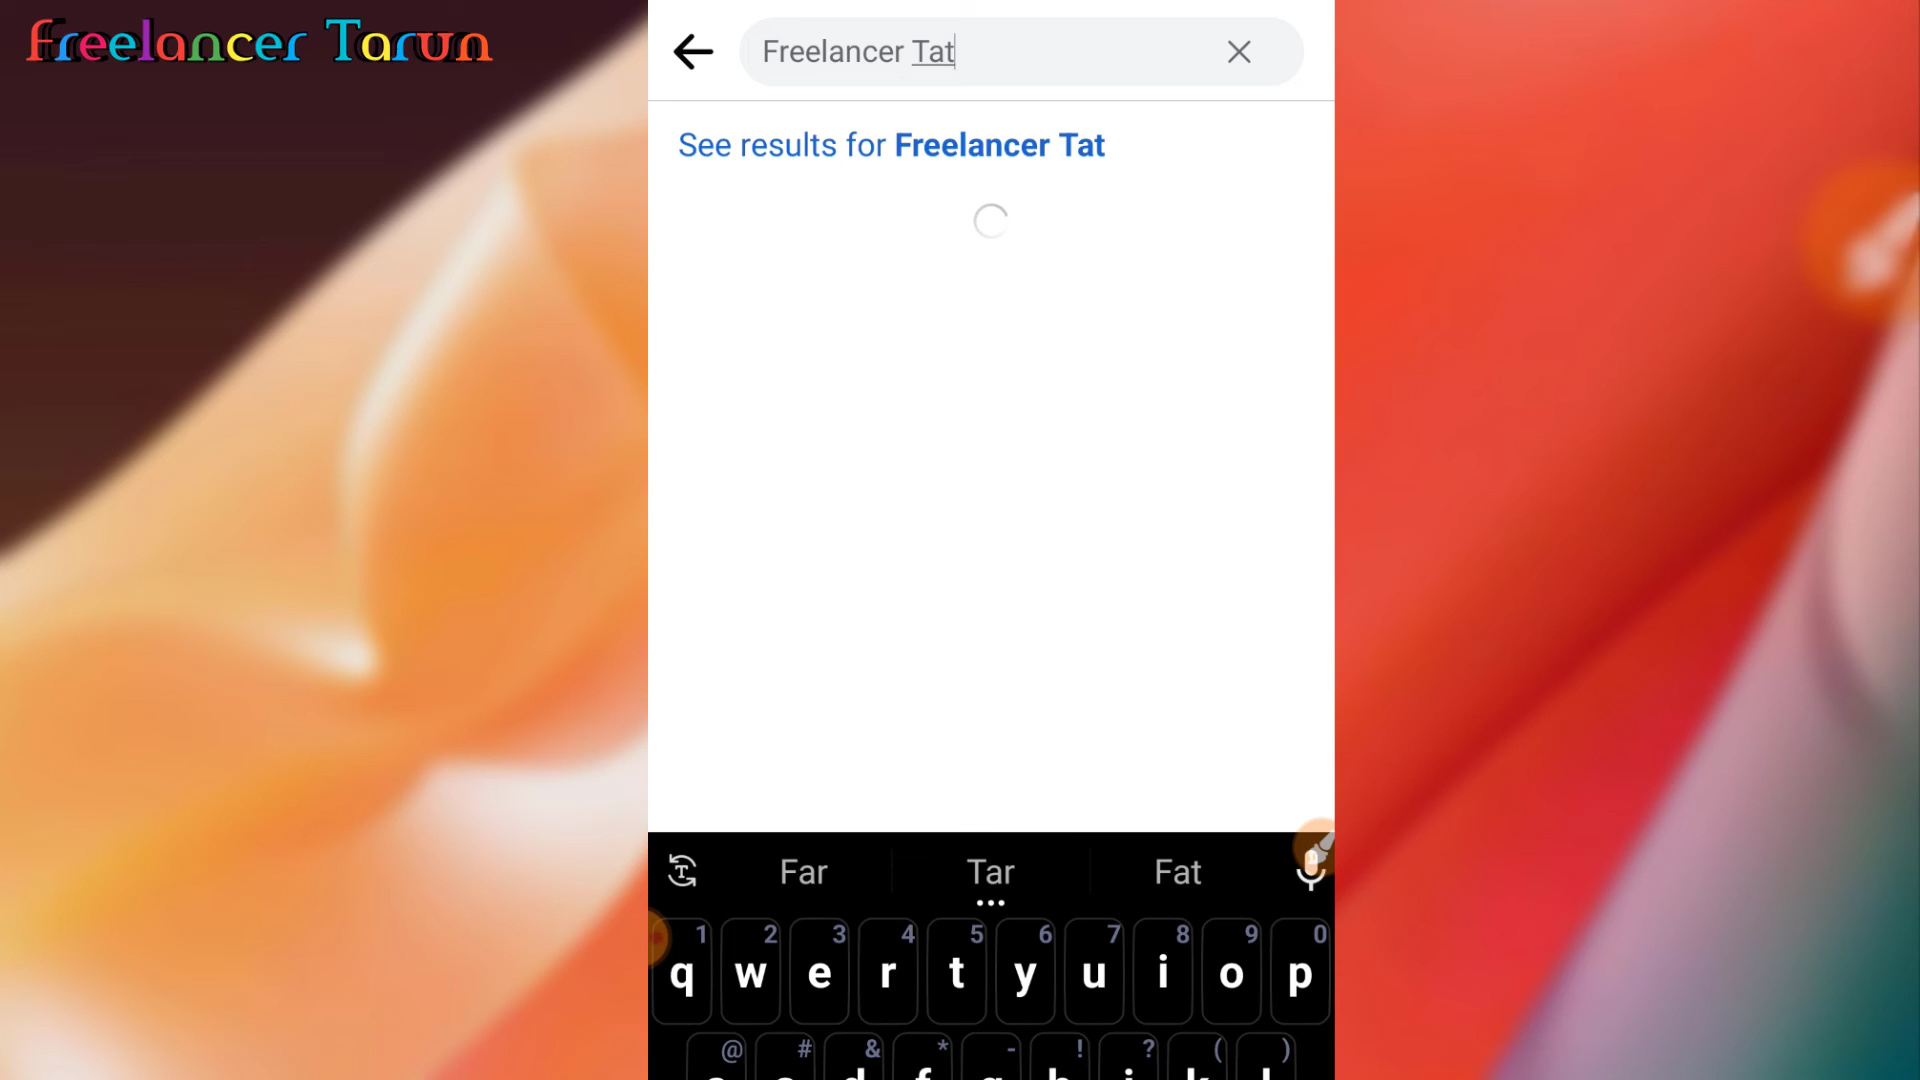 Freelancer Tarun
Freelancer Tat
See results for Freelancer Tat
Far Tar Fat
1 2 3 4 5 6 7 8 9 0
q w e r t y u i o p
@ # & * - ! ? ( )